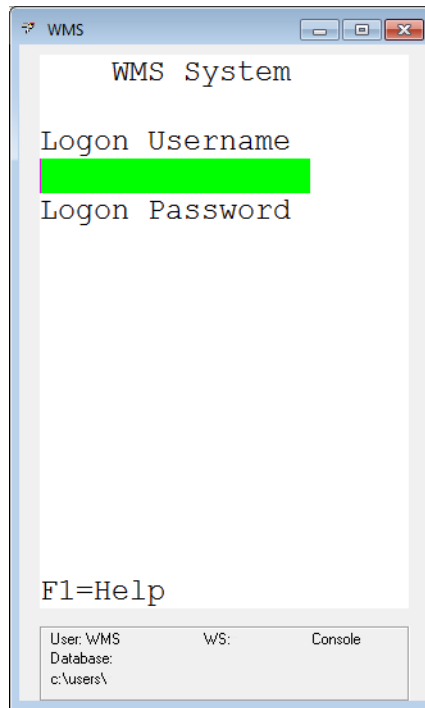 WMS
WMS System
Logon Username
Logon Password
F1=Help
User: WMS WS: Console
Database:
c:\users\